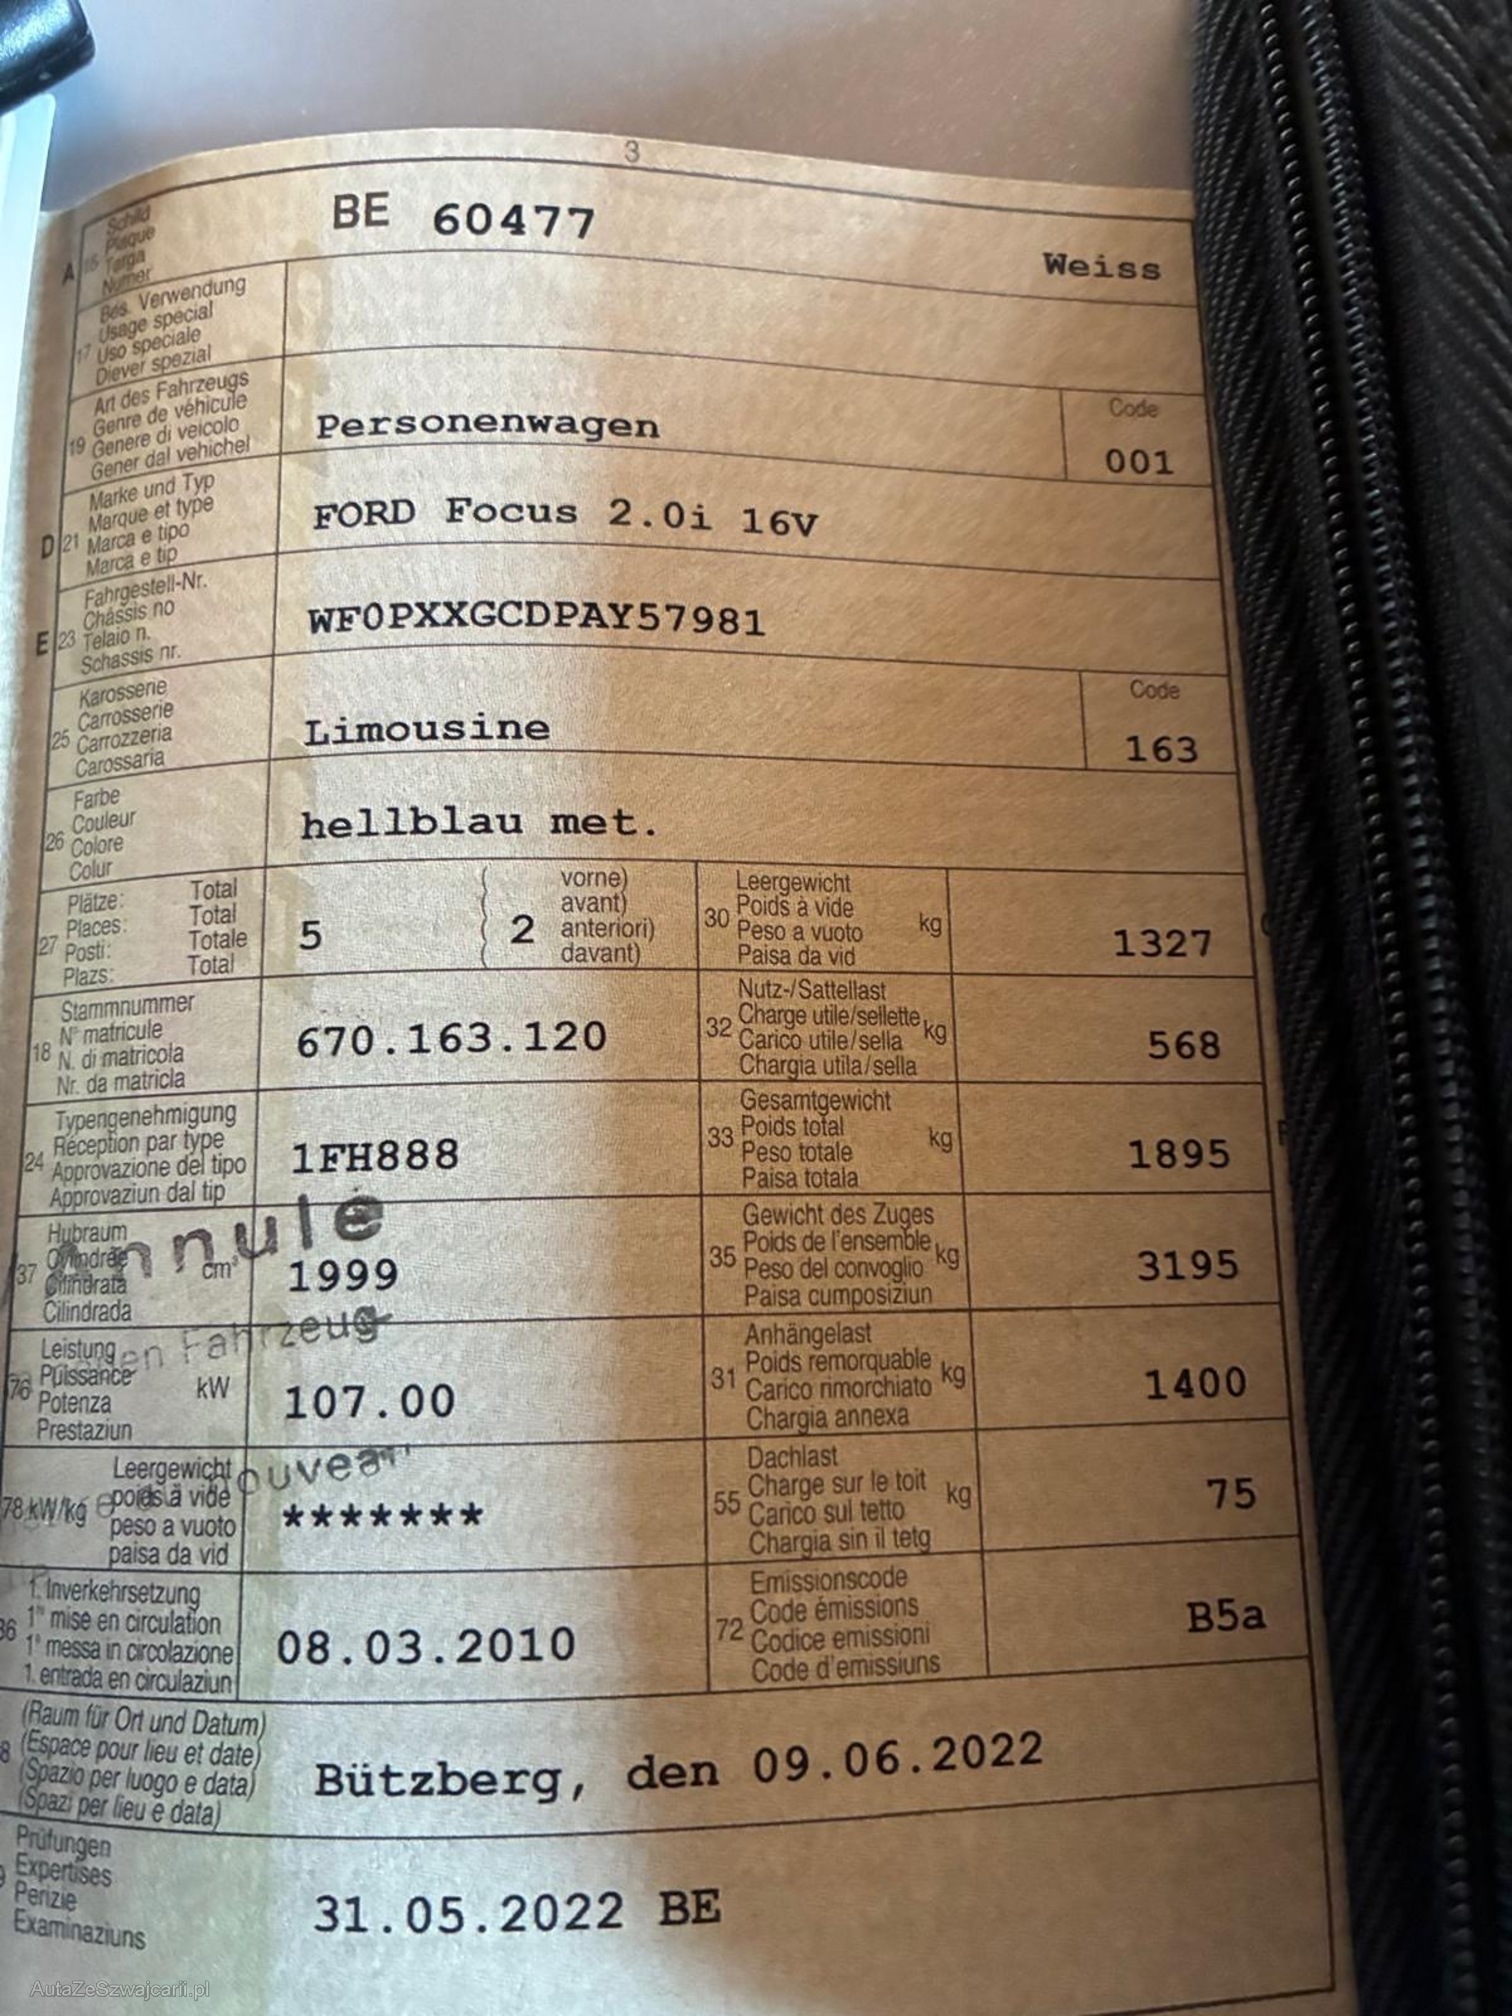 3
A 15 Schild
Plaque
Targa
Numer
BE 60477
Weiss
17 Bes. Verwendung
Usage special
Uso speciale
Diever spezial
19 Art des Fahrzeugs
Genre de véhicule
Genere di veicolo
Gener dal vehichel
Personenwagen
Code
001
D 21 Marke und Typ
Marque et type
Marca e tipo
Marca e tip
FORD Focus 2.0i 16V
E 23 Fahrgestell-Nr.
Châssis no
Telaio n.
Schassis nr.
WF0PXXGCDPAY57981
25 Karosserie
Carrosserie
Carrozzeria
Carossaria
Limousine
Code
163
26 Farbe
Couleur
Colore
Colur
hellblau met.
27 Plätze: Total
Places: Total
Posti: Totale
Plazs: Total
5
2
vorne)
avant)
anteriori)
davant)
30 Leergewicht
Poids à vide
Peso a vuoto
Paisa da vid
kg
1327
18 Stammnummer
N° matricule
N. di matricola
Nr. da matricla
670.163.120
32 Nutz-/Sattellast
Charge utile/sellette
Carico utile/sella
Chargia utila/sella
kg
568
24 Typengenehmigung
Réception par type
Approvazione del tipo
Approvaziun dal tip
1FH888
33 Gesamtgewicht
Poids total
Peso totale
Paisa totala
kg
1895
Annulé
37 Hubraum
Cylindrée
Cilindrata
Cilindrada
cm³
1999
35 Gewicht des Zuges
Poids de l'ensemble
Peso del convoglio
Paisa cumposiziun
kg
3195
Fahrzeug
76 Leistung
Puissance
Potenza
Prestaziun
kW
107.00
31 Anhängelast
Poids remorquable
Carico rimorchiato
Chargia annexa
kg
1400
78 kW/kg
Leergewicht
poids à vide
peso a vuoto
paisa da vid
*******
55 Dachlast
Charge sur le toit
Carico sul tetto
Chargia sin il tetg
kg
75
36 1. Inverkehrsetzung
1re mise en circulation
1a messa in circolazione
1. entrada en circulaziun
08.03.2010
72 Emissionscode
Code émissions
Codice emissioni
Code d'emissiuns
B5a
8 (Raum für Ort und Datum)
(Espace pour lieu et date)
(Spazio per luogo e data)
(Spazi per lieu e data)
Bützberg, den 09.06.2022
9 Prüfungen
Expertises
Perizie
Examinaziuns
31.05.2022 BE
AutaZeSzwajcarii.pl